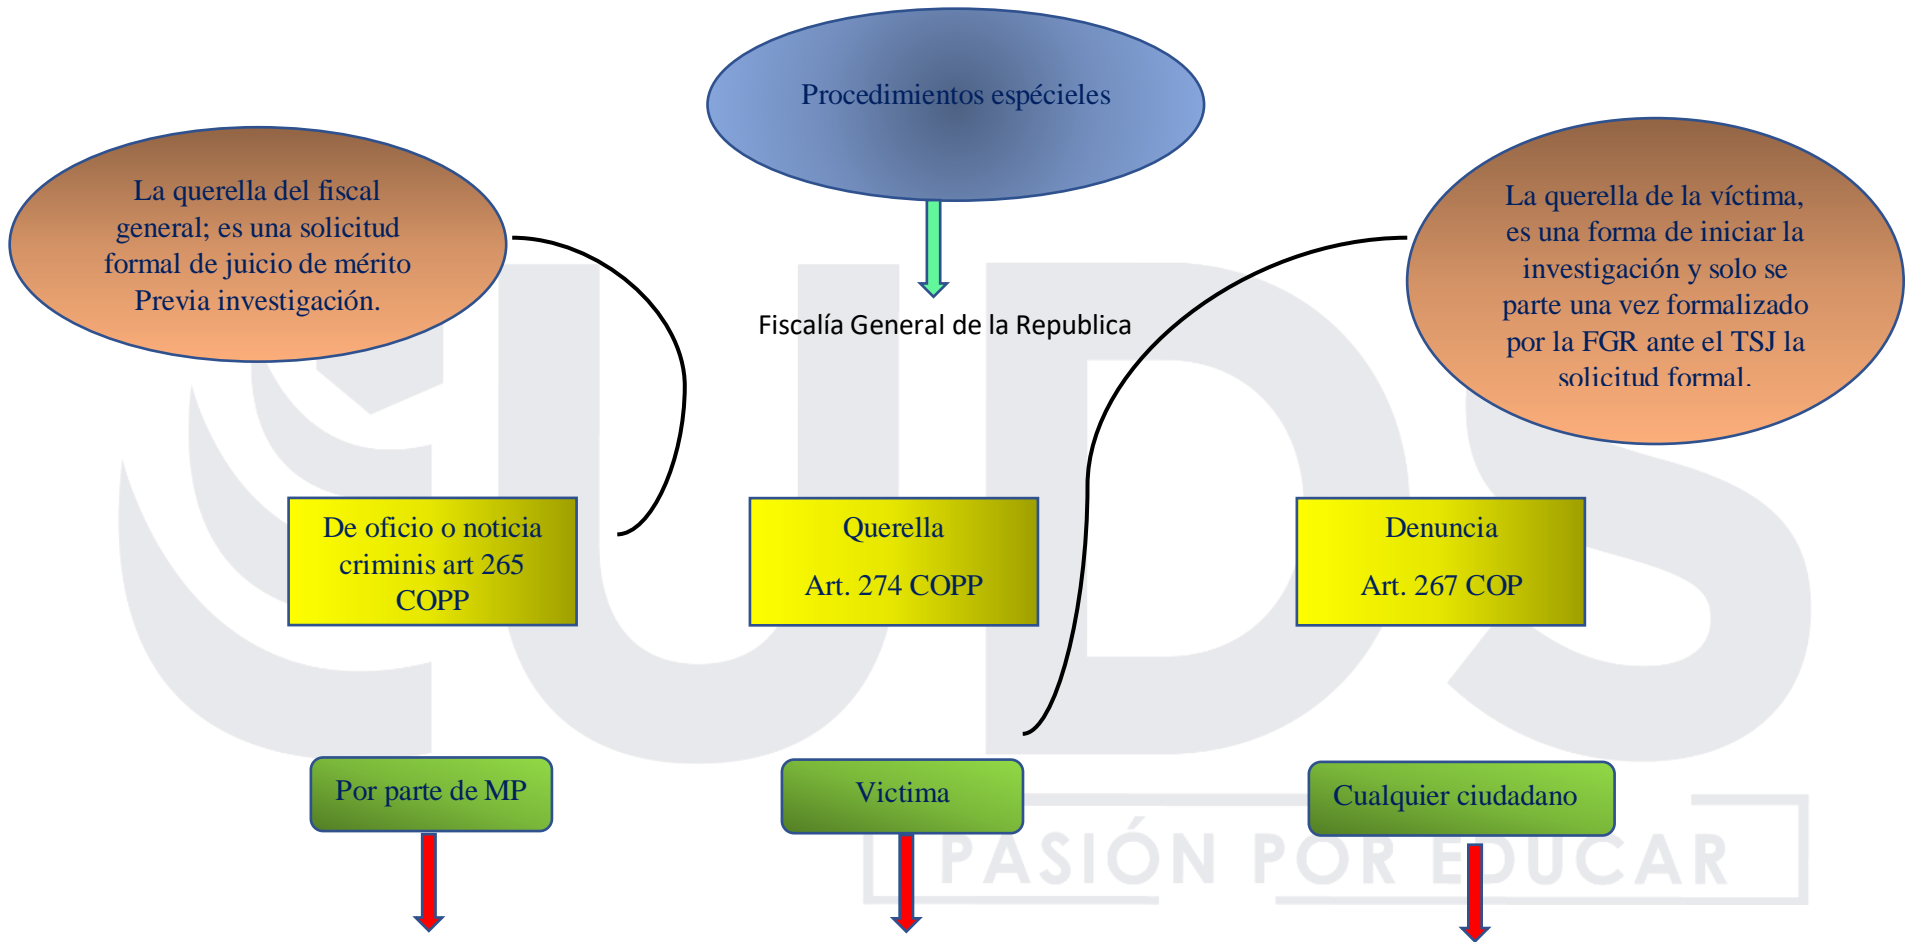 Procedimientos espécieles
La querella del fiscal
general; es una solicitud
formal de juicio de mérito
Previa investigación.
La querella de la víctima,
es una forma de iniciar la
investigación y solo se
parte una vez formalizado
por la FGR ante el TSJ la
solicitud formal.
Fiscalía General de la Republica
De oficio o noticia
criminis art 265
COPP
Querella
Art. 274 COPP
Denuncia
Art. 267 COP
Por parte de MP
Victima
Cualquier ciudadano
UDS
PASIÓN POR EDUCAR